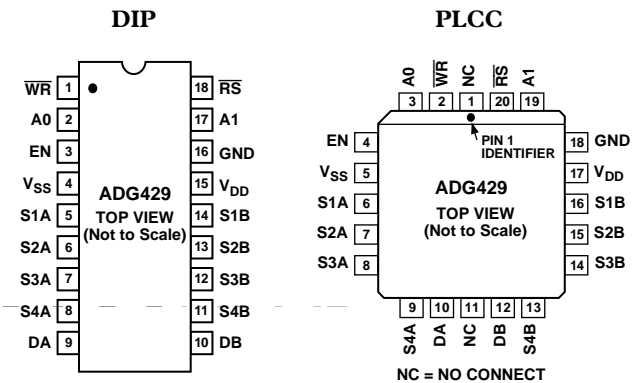 DIP
WR 1 18 RS
A0 2 17 A1
EN 3 16 GND
VSS 4 15 VDD
S1A 5 14 S1B
S2A 6 13 S2B
S3A 7 12 S3B
S4A 8 11 S4B
DA 9 10 DB
ADG429
TOP VIEW
(Not to Scale)
PLCC
A0 WR NC RS A1
3 2 1 20 19
PIN 1
IDENTIFIER
EN 4 18 GND
VSS 5 17 VDD
S1A 6 16 S1B
S2A 7 15 S2B
S3A 8 14 S3B
ADG429
TOP VIEW
(Not to Scale)
9 10 11 12 13
S4A DA NC DB S4B
NC = NO CONNECT